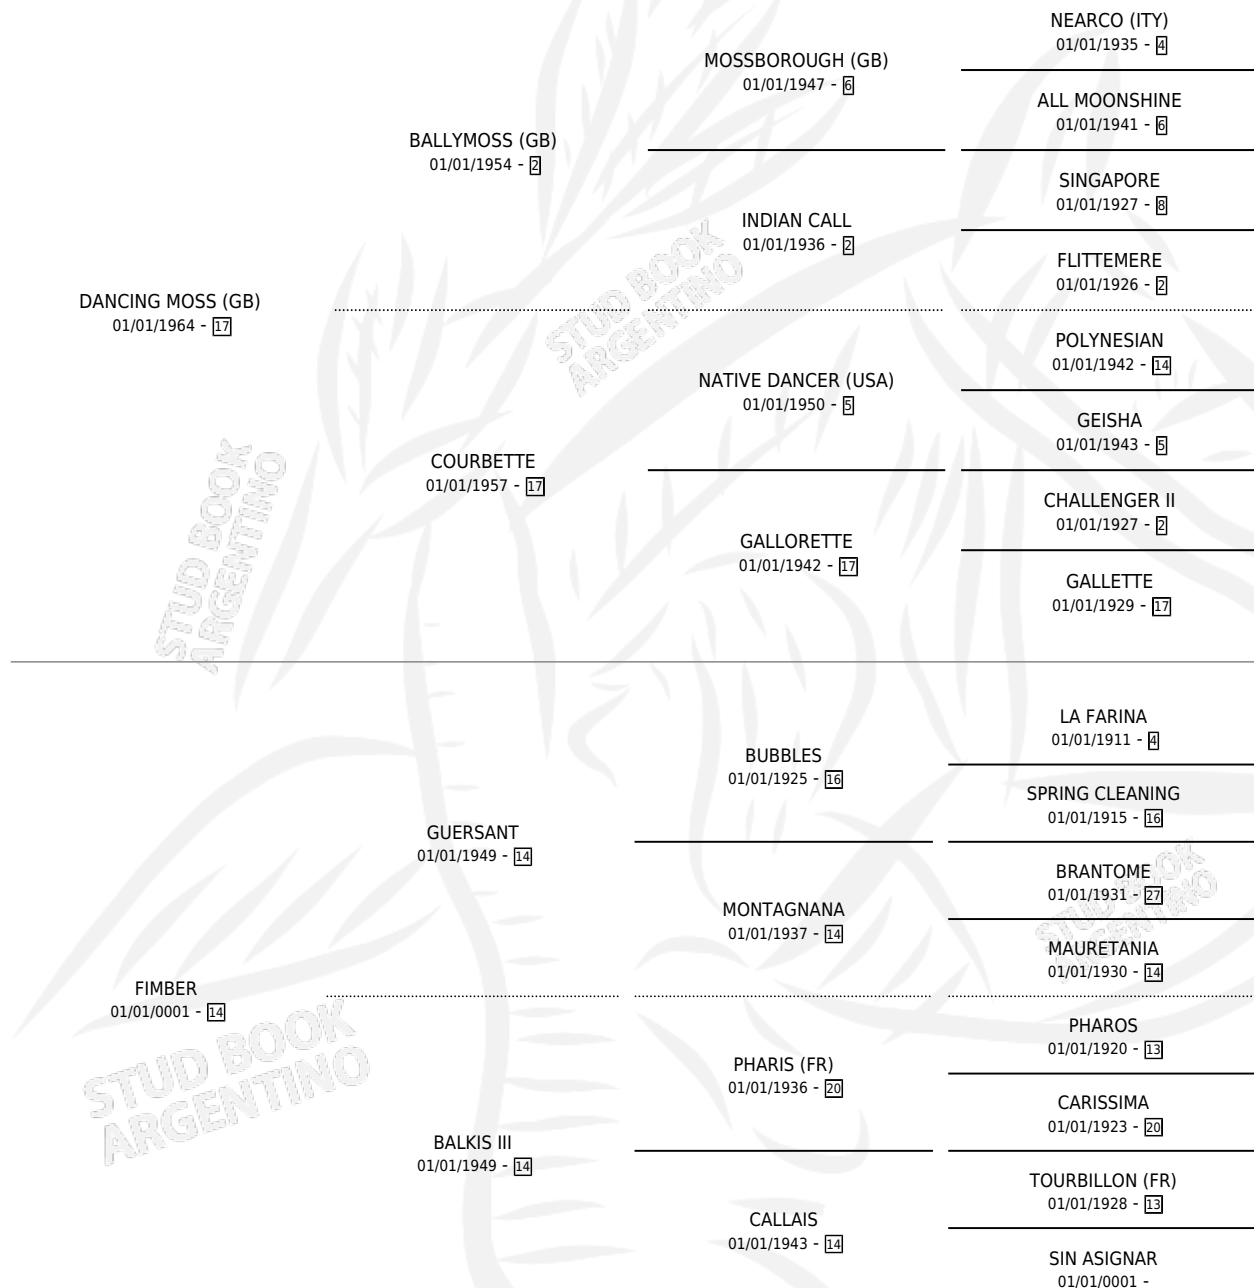 NEARCO (ITY)
01/01/1935 - 4
MOSSBOROUGH (GB)
01/01/1947 - 6
ALL MOONSHINE
01/01/1941 - 6
BALLYMOSS (GB)
01/01/1954 - 2
SINGAPORE
01/01/1927 - 8
INDIAN CALL
01/01/1936 - 2
FLITTEMERE
01/01/1926 - 2
DANCING MOSS (GB)
01/01/1964 - 17
POLYNESIAN
01/01/1942 - 14
NATIVE DANCER (USA)
01/01/1950 - 5
GEISHA
01/01/1943 - 5
COURBETTE
01/01/1957 - 17
CHALLENGER II
01/01/1927 - 2
GALLORETTE
01/01/1942 - 17
GALLETTE
01/01/1929 - 17
LA FARINA
01/01/1911 - 4
BUBBLES
01/01/1925 - 16
SPRING CLEANING
01/01/1915 - 16
GUERSANT
01/01/1949 - 14
BRANTOME
01/01/1931 - 27
MONTAGNANA
01/01/1937 - 14
MAURETANIA
01/01/1930 - 14
FIMBER
01/01/0001 - 14
PHAROS
01/01/1920 - 13
PHARIS (FR)
01/01/1936 - 20
CARISSIMA
01/01/1923 - 20
BALKIS III
01/01/1949 - 14
TOURBILLON (FR)
01/01/1928 - 13
CALLAIS
01/01/1943 - 14
SIN ASIGNAR
01/01/0001 -
STUD BOOK
ARGENTINO
STUD BOOK
ARGENTINO
STUD BOOK
ARGENTINO
STUD BOOK
ARGENTINO